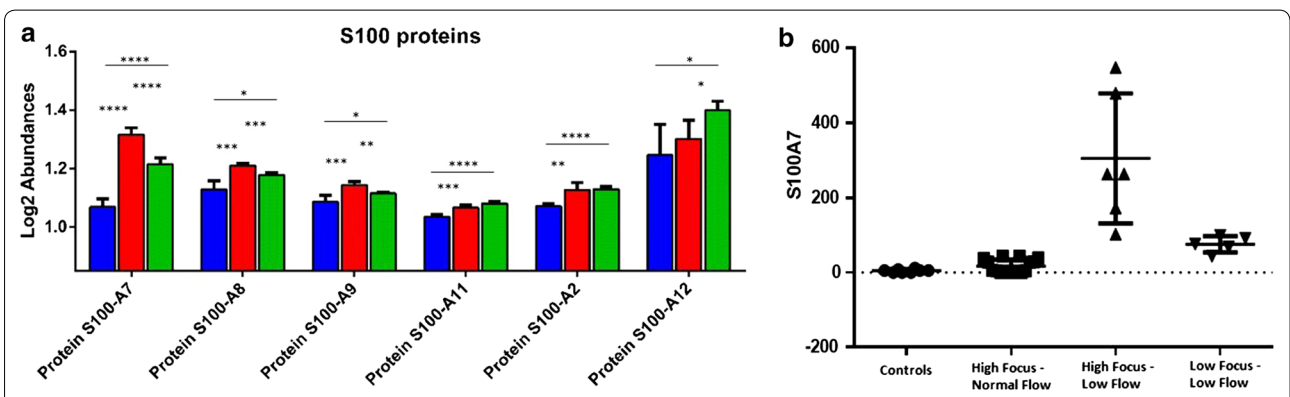 a
S100 proteins
Log2 Abundances
1.6
1.4
1.2
1.0
****
****
****
*
***
***
*
**
***
****
***
****
**
*
*
Protein S100-A7
Protein S100-A8
Protein S100-A9
Protein S100-A11
Protein S100-A2
Protein S100-A12
b
S100A7
600
400
200
0
-200
Controls
High Focus -
Normal Flow
High Focus -
Low Flow
Low Focus -
Low Flow